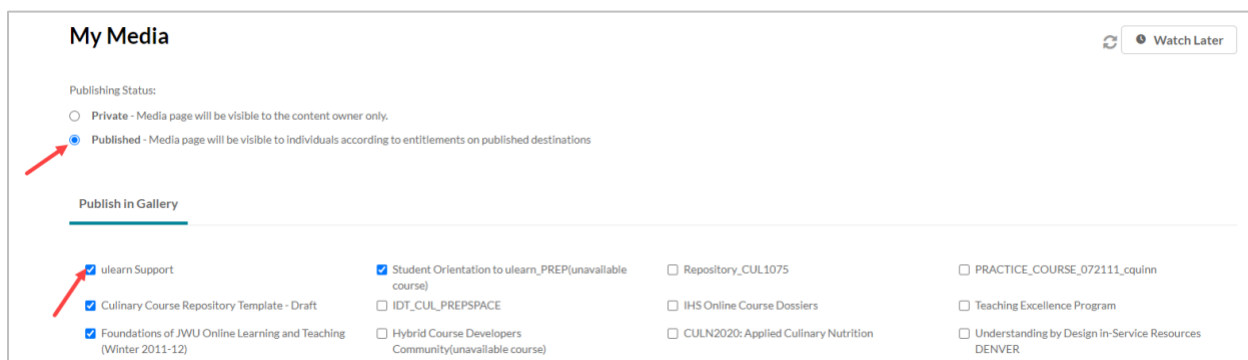 My Media
Watch Later
Publishing Status:
Private - Media page will be visible to the content owner only.
Published - Media page will be visible to individuals according to entitlements on published destinations
Publish in Gallery
ulearn Support
Student Orientation to ulearn_PREP(unavailable
course)
Repository_CUL1075
PRACTICE_COURSE_072111_cquinn
Culinary Course Repository Template - Draft
IDT_CUL_PREPSPACE
IHS Online Course Dossiers
Teaching Excellence Program
Foundations of JWU Online Learning and Teaching
(Winter 2011-12)
Hybrid Course Developers
Community(unavailable course)
CULN2020: Applied Culinary Nutrition
Understanding by Design in-Service Resources
DENVER